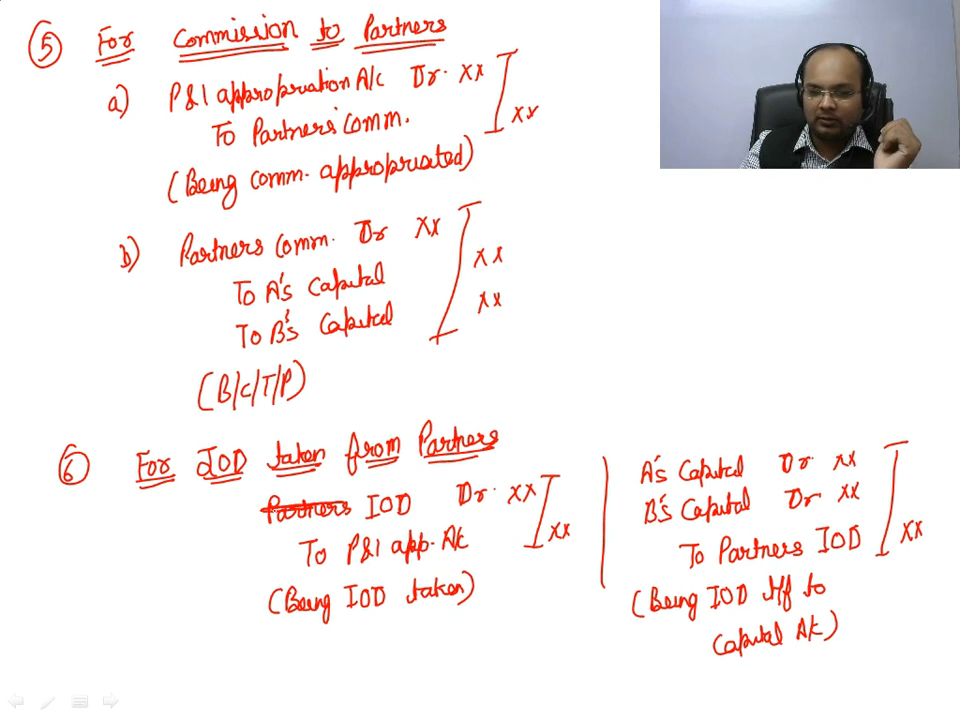 5 For Commission to Partners
a) P&l appropriation A/c Dr. xx
To Partners Comm. xx
(Being comm. appropriated)
b) Partners Comm. Dr xx
To A's Capital xx
To B's Capital xx
(B/C/T/P)
6 For IOD taken from Partners
Partners IOD Dr. xx
To P&l app. A/c xx
(Being IOD taken)
A's Capital Dr xx
B's Capital Dr xx
To Partners IOD xx
(Being IOD t/f to
Capital A/c)